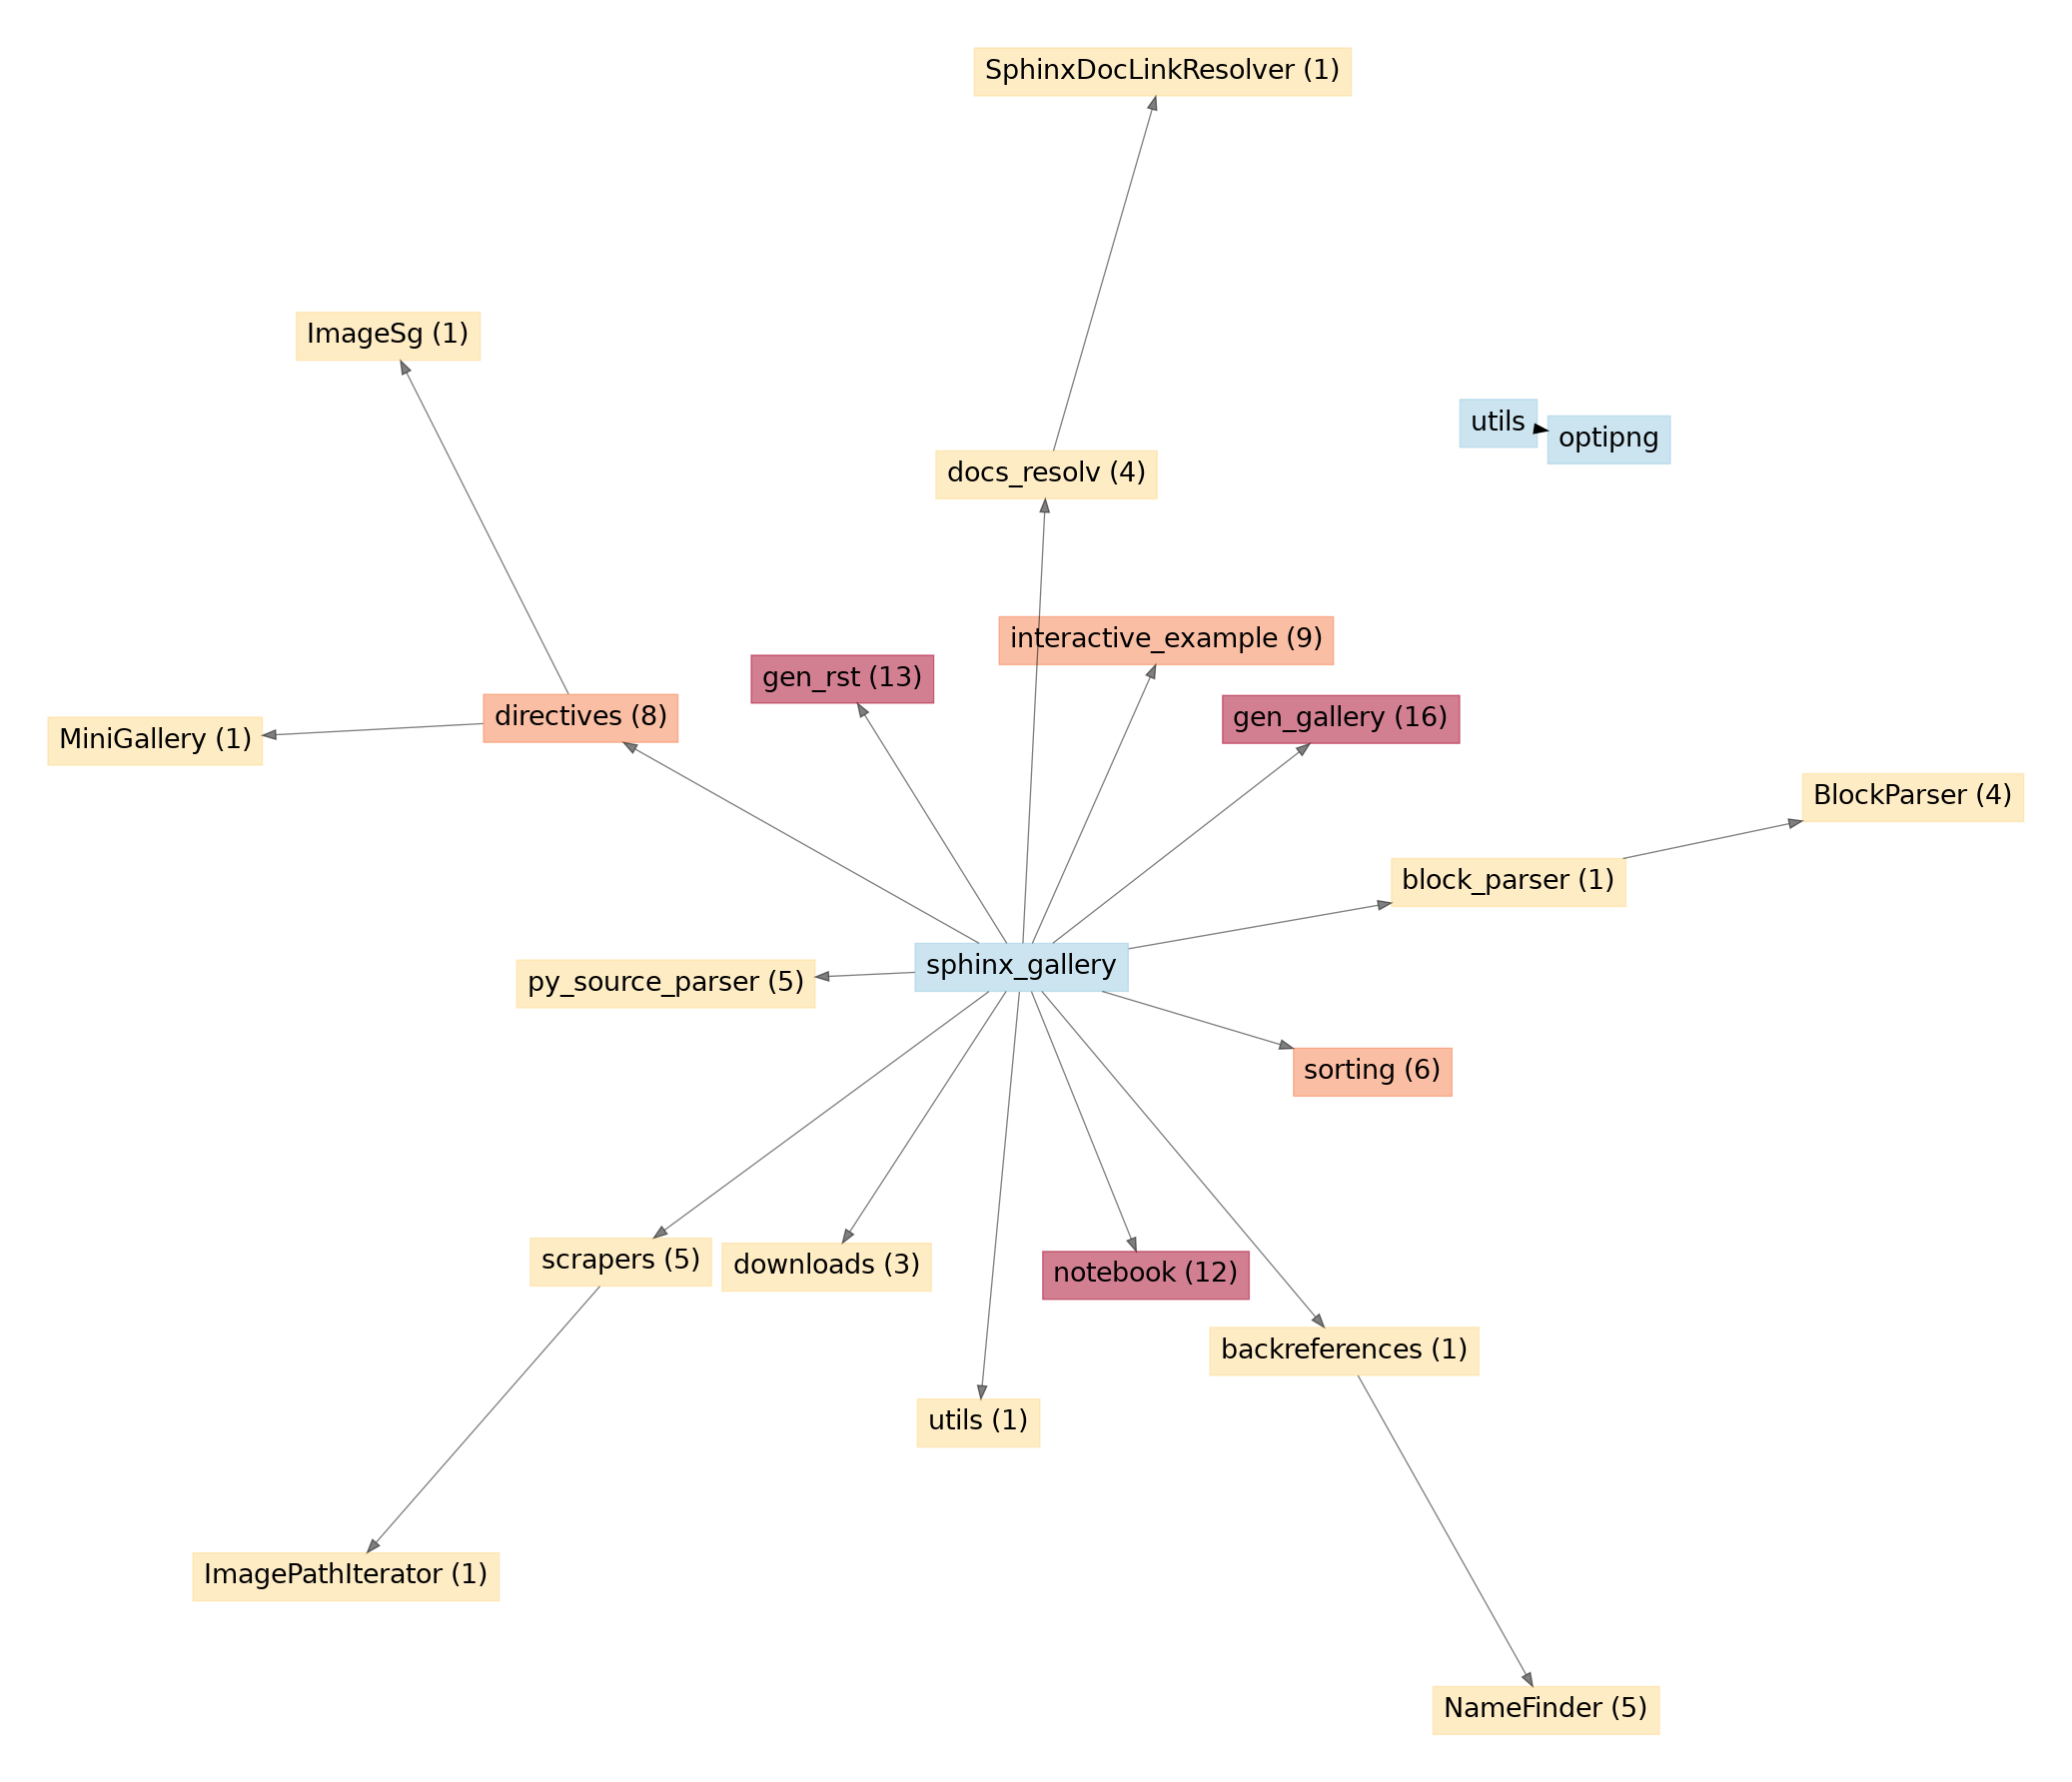 SphinxDocLinkResolver (1)
ImageSg (1)
utils
optipng
docs_resolv (4)
interactive_example (9)
gen_rst (13)
directives (8)
gen_gallery (16)
MiniGallery (1)
BlockParser (4)
block_parser (1)
sphinx_gallery
py_source_parser (5)
sorting (6)
scrapers (5)
downloads (3)
notebook (12)
backreferences (1)
utils (1)
ImagePathIterator (1)
NameFinder (5)